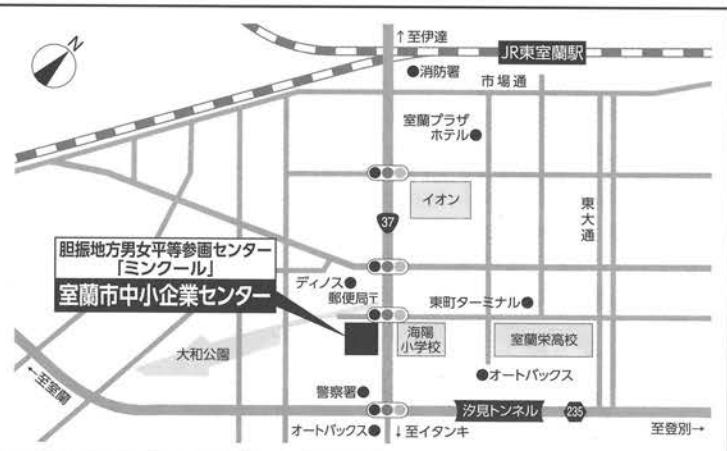 N
↑至伊達
JR東室蘭駅
消防署
市場通
室蘭プラザ
ホテル
イオン
東大通
37
胆振地方男女平等参画センター
「ミンクール」
室蘭市中小企業センター
ディノス
郵便局〒
東町ターミナル
海陽
小学校
室蘭栄高校
大和公園
オートバックス
←至室蘭
警察署
汐見トンネル
235
オートバックス
↓至イタンキ
至登別→